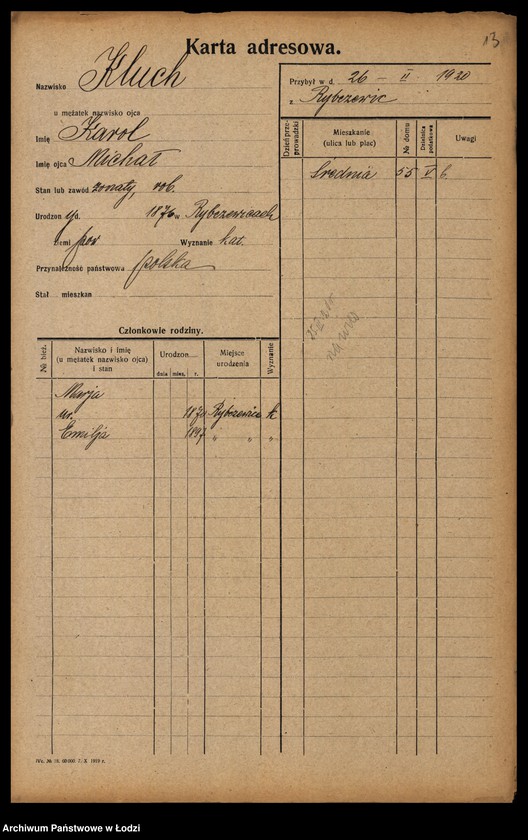 13
Karta adresowa.
Nazwisko Kluch
u mężatek nazwisko ojca
Imię Karol
Imię ojca Michał
Stan lub zawód żonaty, rob.
Urodzon y d. 1876 w Rybczewicach
Wyznanie kat.
Przynależność państwowa polska
Stał mieszkan
Przybył w d. 26 - II 1920
z Rybczewic
Dzień przeprowadzki
Mieszkanie (ulica lub plac)
№ domu
Dzielnica podatkowa
Uwagi
Średnia 55 V b.
Członkowie rodziny.
№ bież.
Nazwisko i imię (u mężatek nazwisko ojca) i stan
Urodzon
dnia mies. r.
Miejsce urodzenia
Wyznanie
Marja
ur. 1870 Rybczewice k
Emilja 1897 " " "
Archiwum Państwowe w Łodzi